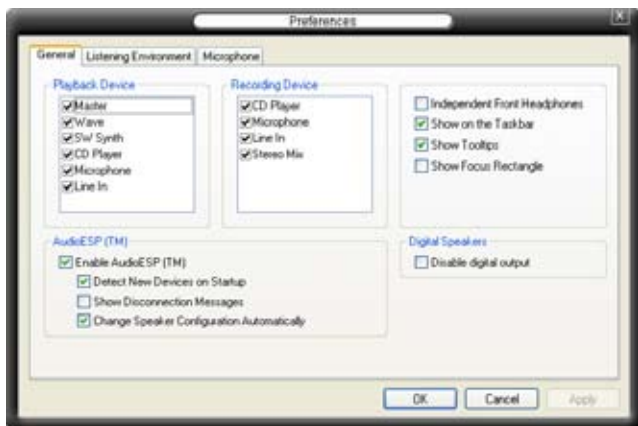 Preferences
X
General
Listening Environment
Microphone
Playback Device
Master
Wave
SW Synth
CD Player
Microphone
Line In
Recording Device
CD Player
Microphone
Line In
Stereo Mix
Independent Front Headphones
Show on the Taskbar
Show Tooltips
Show Focus Rectangle
AudioESP (TM)
Enable AudioESP (TM)
Detect New Devices on Startup
Show Disconnection Messages
Change Speaker Configuration Automatically
Digital Speakers
Disable digital output
OK
Cancel
Apply